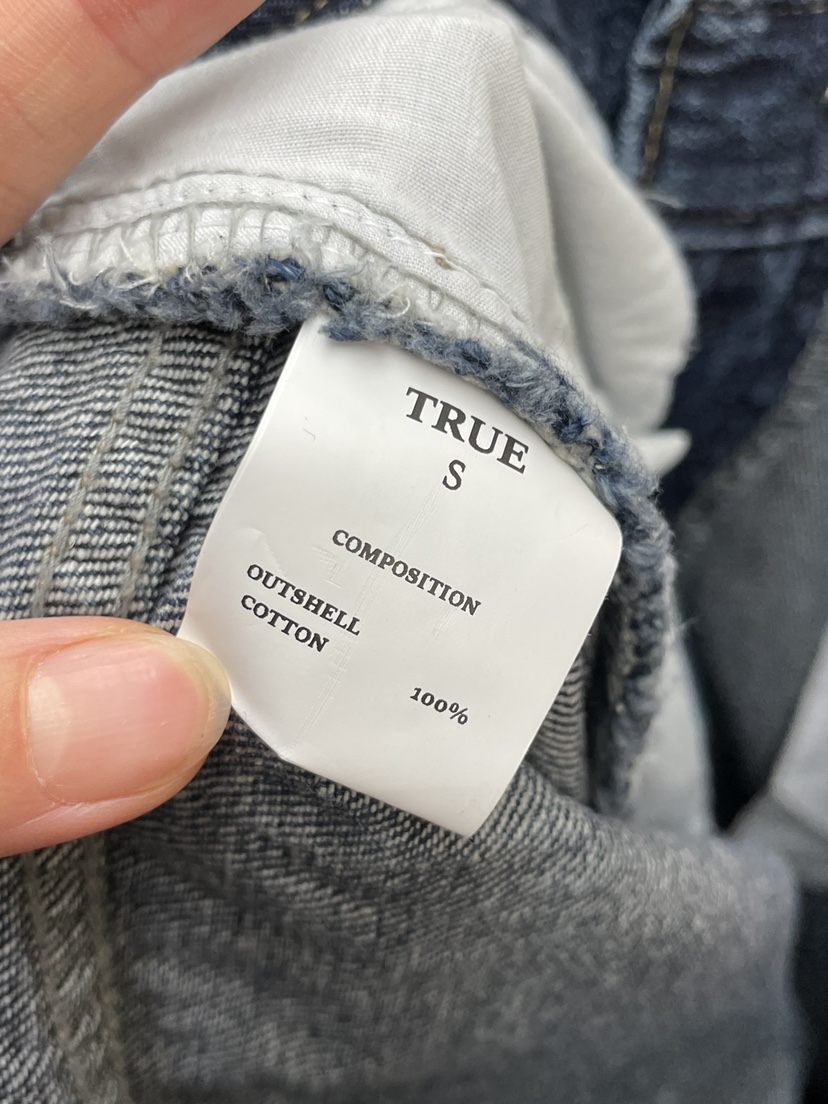 TRUE
S
COMPOSITION
OUTSHELL
COTTON
100%